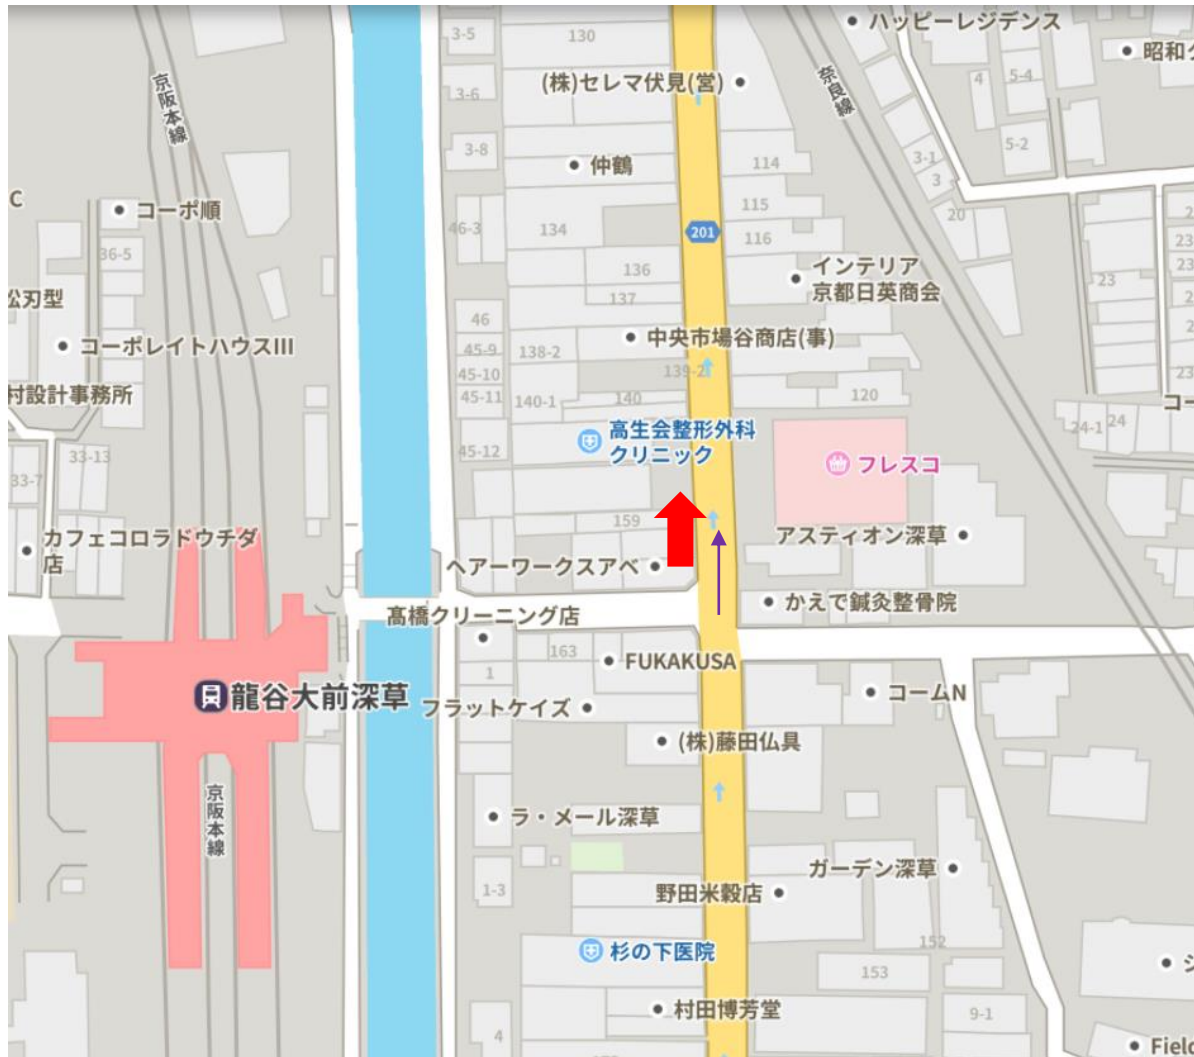 3-5
130
ハッピーレジデンス
昭和
(株)セレマ伏見(営)
京阪本線
3-6
奈良線
4
5-4
5-2
3-8
仲鶴
114
3-1
3
C
コーポ順
115
20
46-3
134
201
116
36-5
136
インテリア
京都日英商会
23
松刃型
137
46
中央市場谷商店(事)
コーポレイトハウスIII
45-9
138-2
45-10
139-2
村設計事務所
45-11
140-1
140
120
高生会整形外科
クリニック
24-1
24
33-13
45-12
フレスコ
33-7
159
カフェコロラドウチダ
店
アスティオン深草
ヘアーワークスアベ
かえで鍼灸整骨院
髙橋クリーニング店
163
FUKAKUSA
1
龍谷大前深草
フラットケイズ
コームN
(株)藤田仏具
京阪本線
ラ・メール深草
ガーデン深草
1-3
野田米穀店
152
杉の下医院
153
村田博芳堂
9-1
4
Field